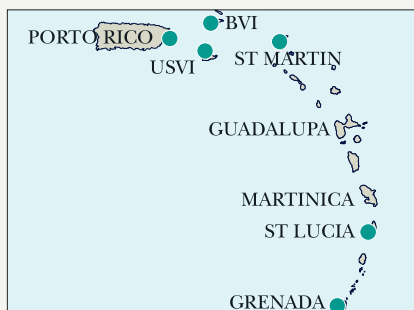 BVI
PORTO RICO
ST MARTIN
USVI
GUADALUPA
MARTINICA
ST LUCIA
GRENADA